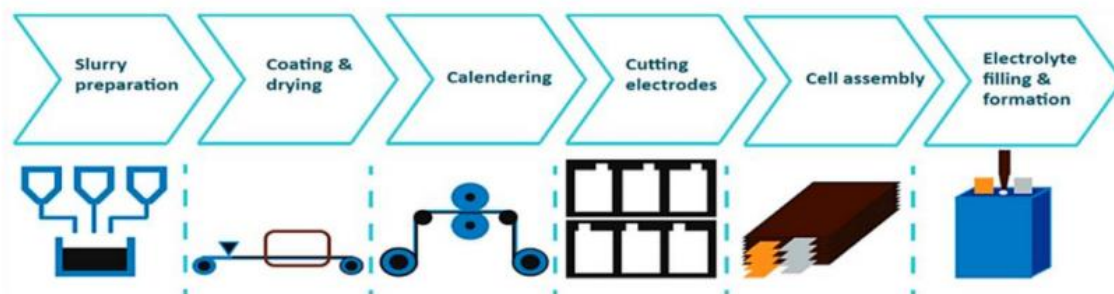 Slurry
preparation
Coating &
drying
Calendering
Cutting
electrodes
Cell assembly
Electrolyte
filling &
formation